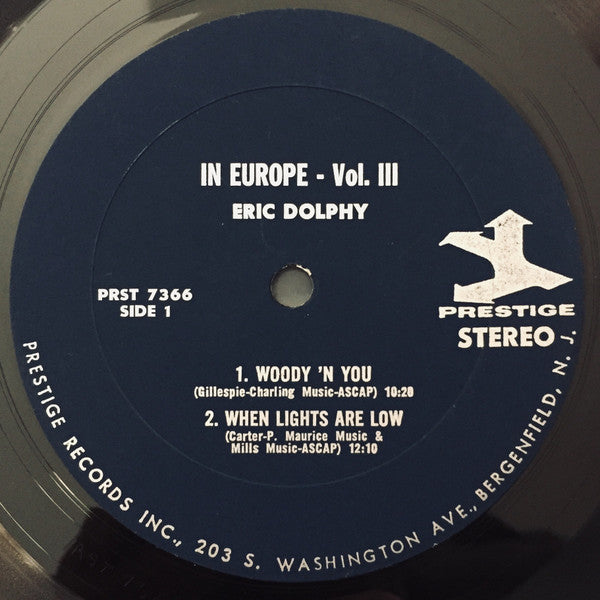 IN EUROPE - Vol. III
ERIC DOLPHY
PRST 7366
SIDE 1
PRESTIGE
STEREO
1. WOODY 'N YOU
(Gillespie-Charling Music-ASCAP) 10:20
2. WHEN LIGHTS ARE LOW
(Carter-P. Maurice Music &
Mills Music-ASCAP) 12:10
PRESTIGE RECORDS INC., 203 S. WASHINGTON AVE., BERGENFIELD, N. J.